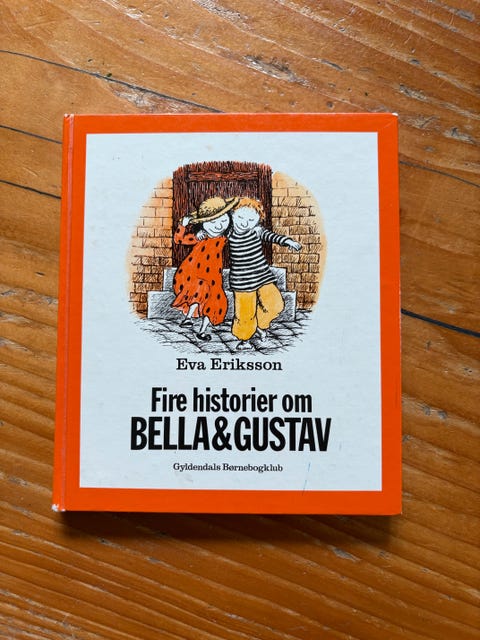 Eva Eriksson
Fire historier om
BELLA&GUSTAV
Gyldendals Børnebogklub